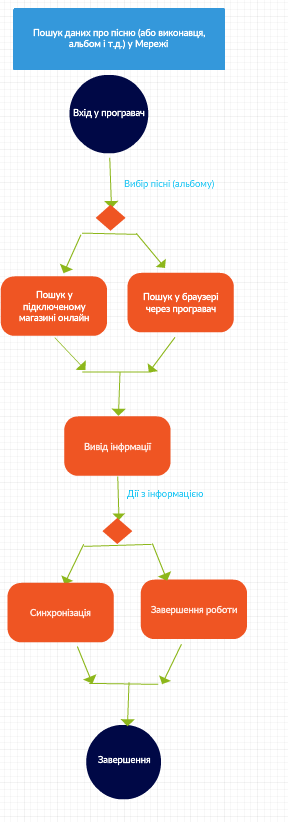 Пошук даних про пісню (або виконавця,
альбом і т.д.) у Мережі
Вхід у програвач
Вибір пісні (альбому)
Пошук у
підключеному
магазині онлайн
Пошук у браузері
через програвач
Вивід інфрмації
Дії з інформацією
Синхронізація
Завершення роботи
Завершення